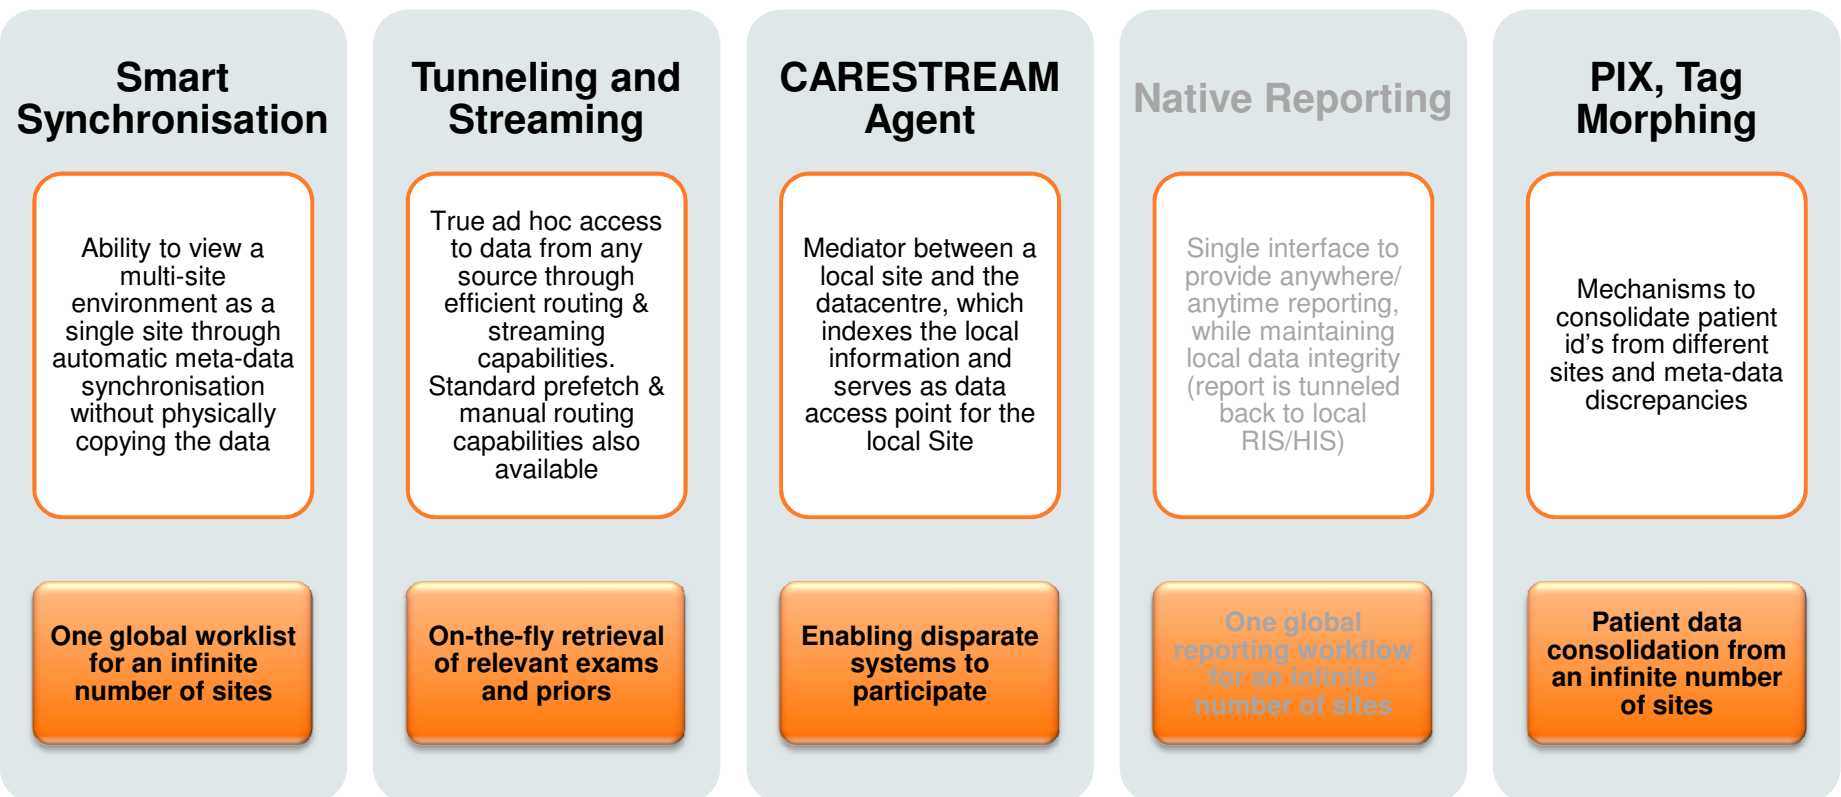 Smart
Synchronisation
Ability to view a
multi-site
environment as a
single site through
automatic meta-data
synchronisation
without physically
copying the data
One global worklist
for an infinite
number of sites
Tunneling and
Streaming
True ad hoc access
to data from any
source through
efficient routing &
streaming
capabilities.
Standard prefetch &
manual routing
capabilities also
available
On-the-fly retrieval
of relevant exams
and priors
CARESTREAM
Agent
Mediator between a
local site and the
datacentre, which
indexes the local
information and
serves as data
access point for the
local Site
Enabling disparate
systems to
participate
Native Reporting
Single interface to
provide anywhere/
anytime reporting,
while maintaining
local data integrity
(report is tunneled
back to local
RIS/HIS)
One global
reporting workflow
for an infinite
number of sites
PIX, Tag
Morphing
Mechanisms to
consolidate patient
id's from different
sites and meta-data
discrepancies
Patient data
consolidation from
an infinite number
of sites